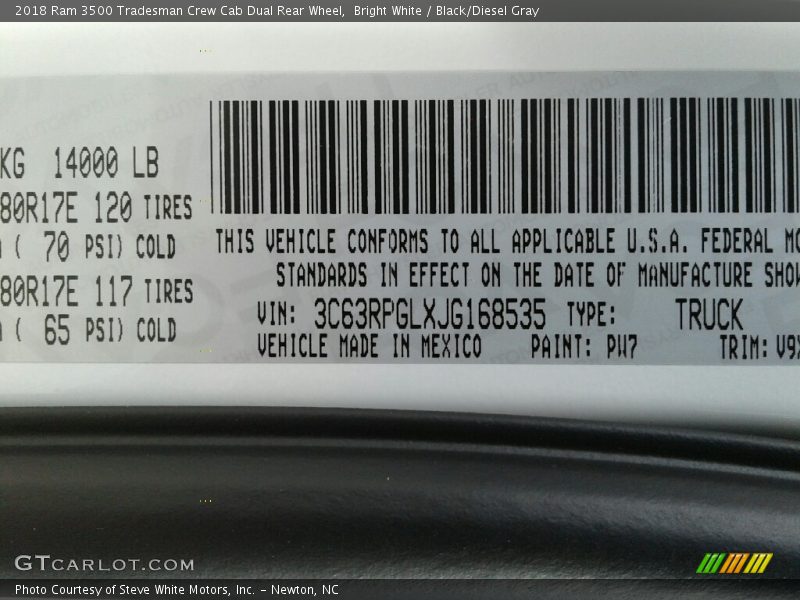 2018 Ram 3500 Tradesman Crew Cab Dual Rear Wheel,  Bright White / Black/Diesel Gray
KG 14000 LB
80R17E 120 TIRES
( 70 PSI) COLD
80R17E 117 TIRES
( 65 PSI) COLD
THIS VEHICLE CONFORMS TO ALL APPLICABLE U.S.A. FEDERAL MO
STANDARDS IN EFFECT ON THE DATE OF MANUFACTURE SHOW
VIN: 3C63RPGLXJG168535 TYPE: TRUCK
VEHICLE MADE IN MEXICO PAINT: PW7 TRIM: V9X
GTCARLOT.COM
Photo Courtesy of Steve White Motors, Inc. – Newton, NC